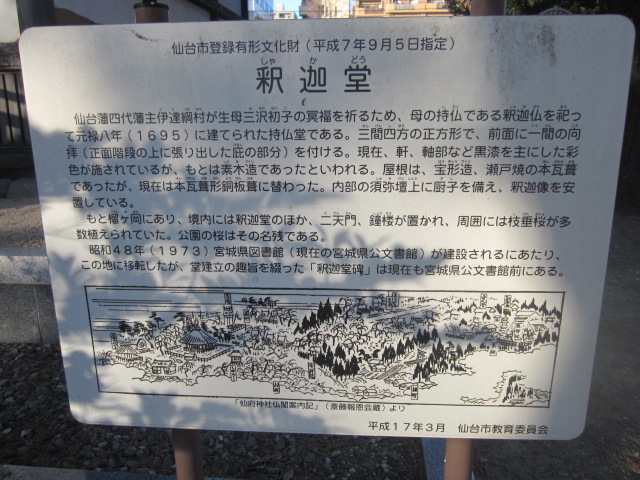 仙台市登録有形文化財（平成７年９月５日指定）
しゃ か どう
釈迦堂
仙台藩四代藩主伊達綱村が生母三沢初子の冥福を祈るため、母の持仏である釈迦仏を祀っ
て元禄八年（１６９５）に建てられた持仏堂である。三間四方の正方形で、前面に一間の向
拝（正面階段の上に張り出した庇の部分）を付ける。現在、軒、軸部など黒漆を主にした彩
色が施されているが、もとは素木造であったといわれる。屋根は、宝形造、瀬戸焼の本瓦葺
であったが、現在は本瓦葺形銅板葺に替わった。内部の須弥壇上に厨子を備え、釈迦像を安
置している。
もと榴ヶ岡にあり、境内には釈迦堂のほか、二天門、鐘楼が置かれ、周囲には枝垂桜が多
数植えられていた。公園の桜はその名残である。
昭和４８年（１９７３）宮城県図書館（現在の宮城県公文書館）が建設されるにあたり、
この地に移転したが、堂建立の趣旨を綴った「釈迦堂碑」は現在も宮城県公文書館前にある。
「仙府神社仏閣案内記」（斎藤報恩会蔵）より
平成１７年３月　仙台市教育委員会